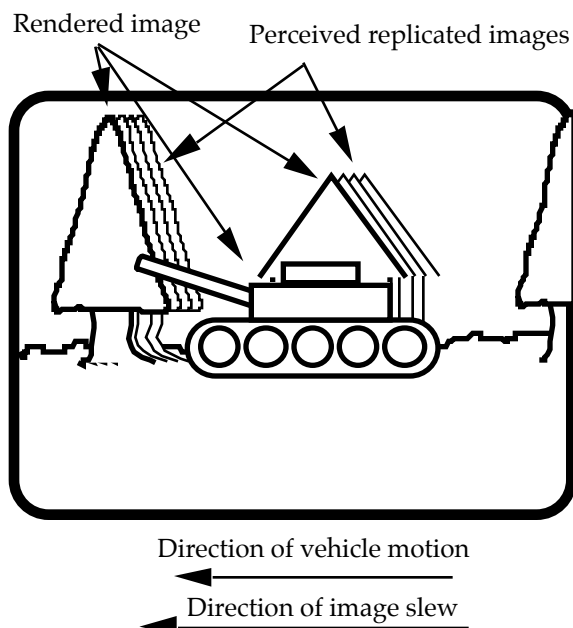 Rendered image
Perceived replicated images
Direction of vehicle motion
Direction of image slew